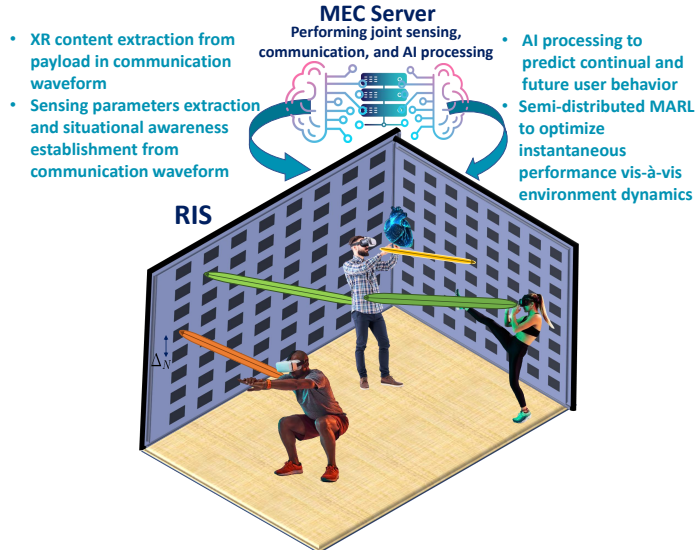 MEC Server
Performing joint sensing,
communication, and AI processing
• XR content extraction from
payload in communication
waveform
• Sensing parameters extraction
and situational awareness
establishment from
communication waveform
• AI processing to
predict continual and
future user behavior
• Semi-distributed MARL
to optimize
instantaneous
performance vis-à-vis
environment dynamics
RIS
Δ_N